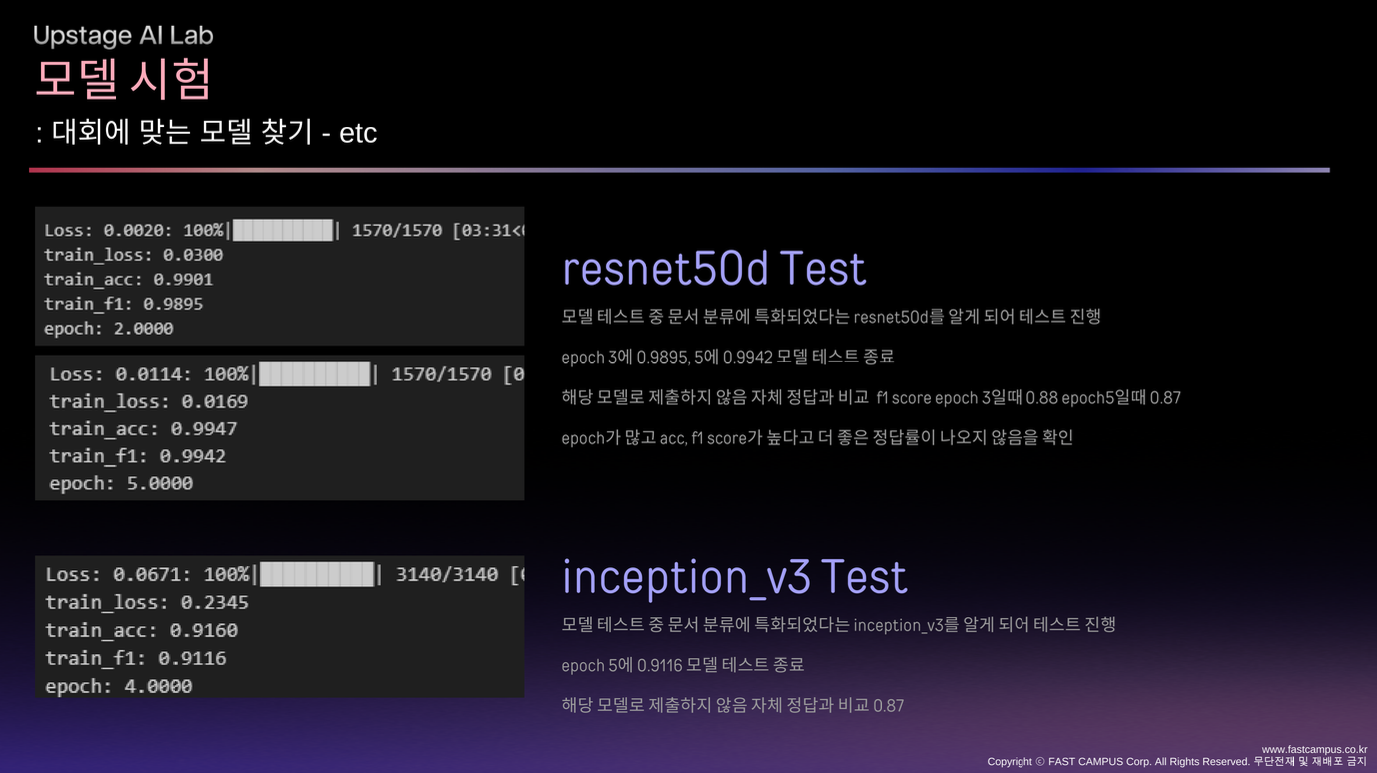 Upstage AI Lab
모델 시험
: 대회에 맞는 모델 찾기 - etc
Loss: 0.0020: 100%|██████████| 1570/1570 [03:31<
train_loss: 0.0300
train_acc: 0.9901
train_f1: 0.9895
epoch: 2.0000
Loss: 0.0114: 100%|██████████| 1570/1570 [0
train_loss: 0.0169
train_acc: 0.9947
train_f1: 0.9942
epoch: 5.0000
resnet50d Test
모델 테스트 중 문서 분류에 특화되었다는 resnet50d를 알게 되어 테스트 진행
epoch 3에 0.9895, 5에 0.9942 모델 테스트 종료
해당 모델로 제출하지 않음 자체 정답과 비교 f1 score epoch 3일때 0.88 epoch5일때 0.87
epoch가 많고 acc, f1 score가 높다고 더 좋은 정답률이 나오지 않음을 확인
Loss: 0.0671: 100%|██████████| 3140/3140 [
train_loss: 0.2345
train_acc: 0.9160
train_f1: 0.9116
epoch: 4.0000
inception_v3 Test
모델 테스트 중 문서 분류에 특화되었다는 inception_v3를 알게 되어 테스트 진행
epoch 5에 0.9116 모델 테스트 종료
해당 모델로 제출하지 않음 자체 정답과 비교 0.87
www.fastcampus.co.kr
Copyright ⓒ FAST CAMPUS Corp. All Rights Reserved. 무단전재 및 재배포 금지